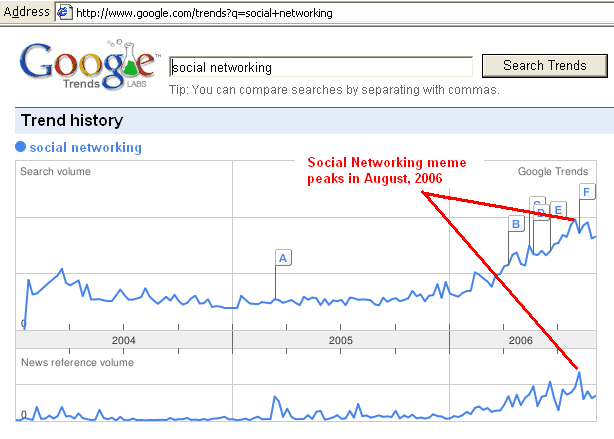 Address http://www.google.com/trends?q=social+networking
Google™
Trends LABS
social networking
Search Trends
Tip: You can compare searches by separating with commas.
Trend history
social networking
Social Networking meme
peaks in August, 2006
Search volume
Google Trends
F
E
D
B
A
0
2004 2005 2006
News reference volume
0